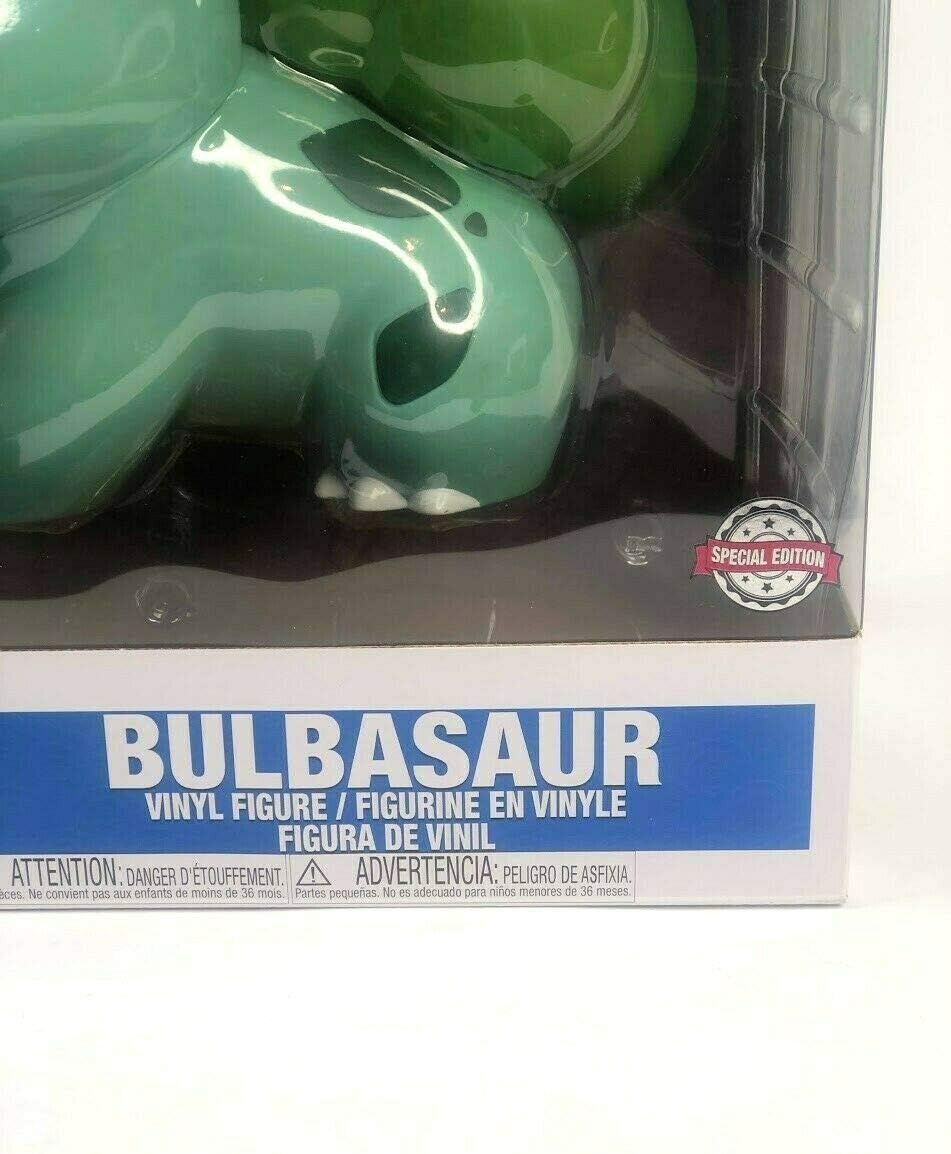 SPECIAL EDITION
BULBASAUR
VINYL FIGURE / FIGURINE EN VINYLE
FIGURA DE VINIL
ATTENTION: DANGER D'ÉTOUFFEMENT.
Ne convient pas aux enfants de moins de 36 mois.
ADVERTENCIA: PELIGRO DE ASFIXIA.
Partes pequeñas. No es adecuado para niños menores de 36 meses.